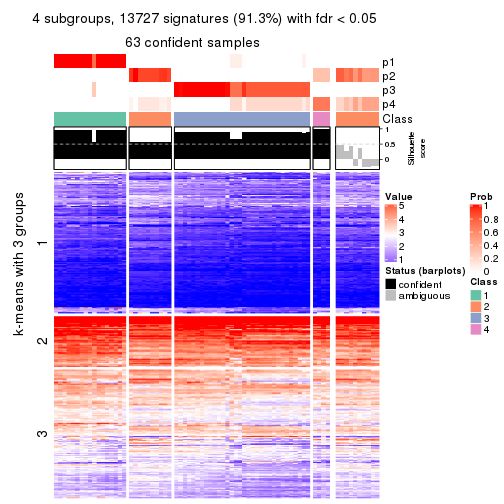 4 subgroups, 13727 signatures (91.3%) with fdr < 0.05
63 confident samples
p1
p2
p3
p4
Class
1
0.5
0
Silhouette
score
k-means with 3 groups
1
2
3
Value
5
4
3
2
1
Status (barplots)
confident
ambiguous
Prob
1
0.8
0.6
0.4
0.2
0
Class
1
2
3
4